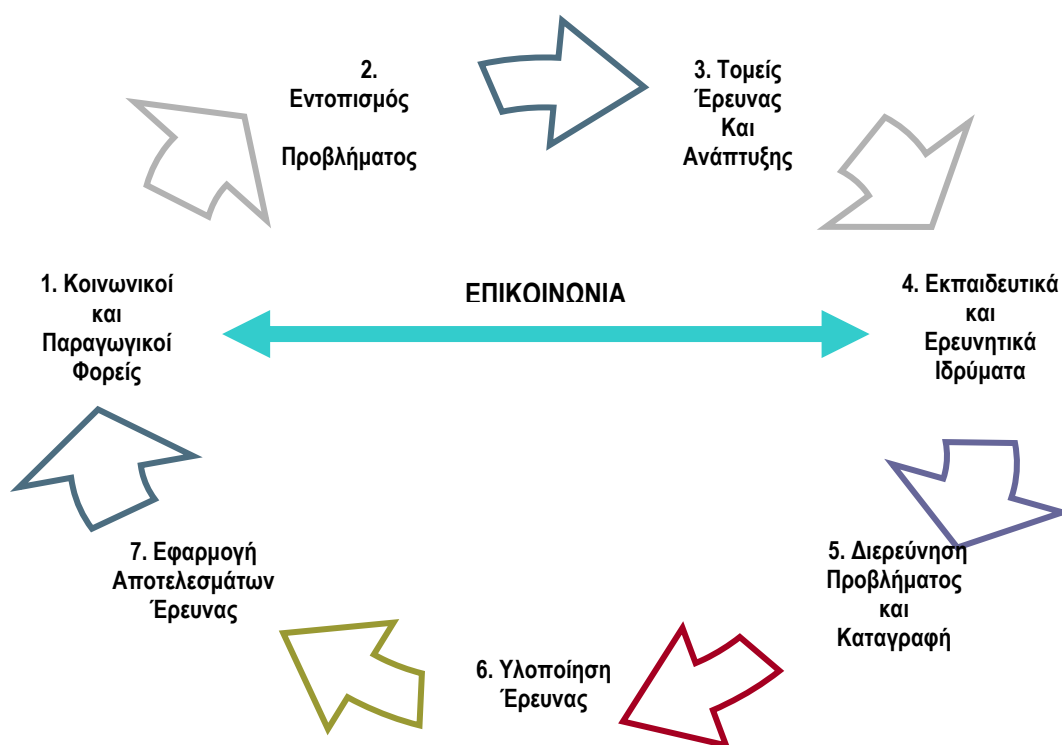 2.
Εντοπισμός
Προβλήματος
3. Τομείς
Έρευνας
Και
Ανάπτυξης
1. Κοινωνικοί
και
Παραγωγικοί
Φορείς
ΕΠΙΚΟΙΝΩΝΙΑ
4. Εκπαιδευτικά
και
Ερευνητικά
Ιδρύματα
5. Διερεύνηση
Προβλήματος
και
Καταγραφή
6. Υλοποίηση
Έρευνας
7. Εφαρμογή
Αποτελεσμάτων
Έρευνας